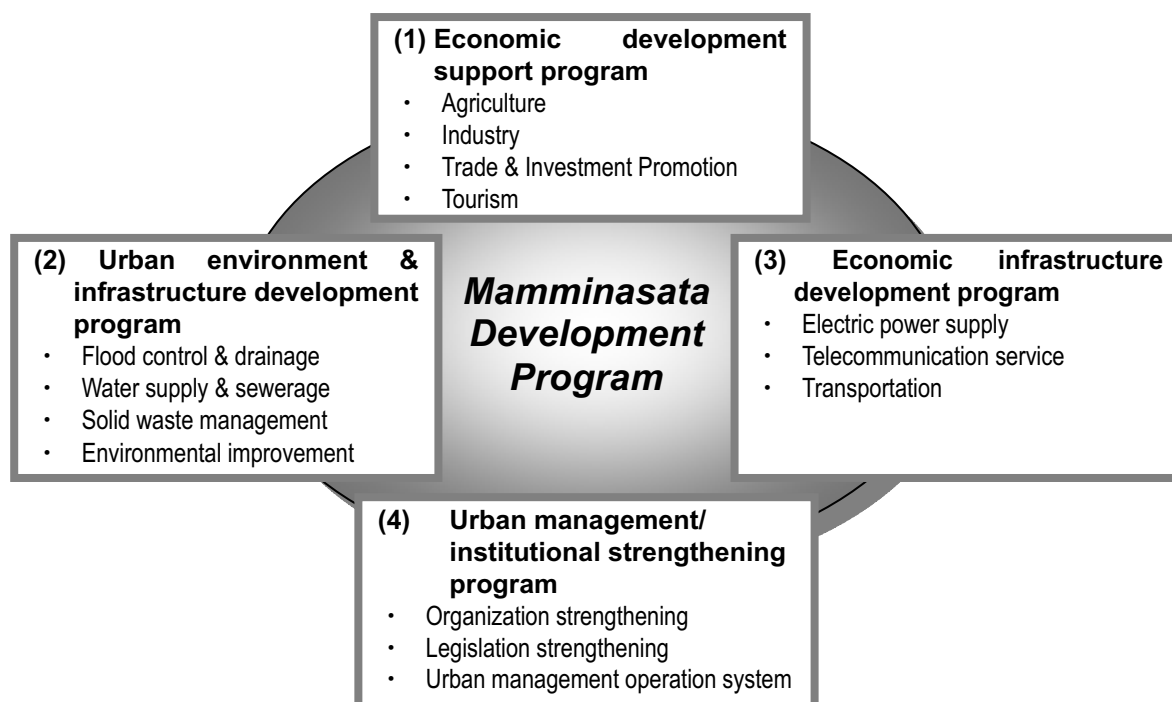 (1) Economic development
support program
・ Agriculture
・ Industry
・ Trade & Investment Promotion
・ Tourism
(2) Urban environment &
infrastructure development
program
・ Flood control & drainage
・ Water supply & sewerage
・ Solid waste management
・ Environmental improvement
Mamminasata
Development
Program
(3) Economic infrastructure
development program
・ Electric power supply
・ Telecommunication service
・ Transportation
(4) Urban management/
institutional strengthening
program
・ Organization strengthening
・ Legislation strengthening
・ Urban management operation system